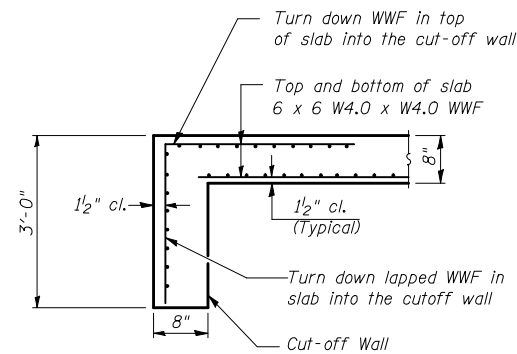 Turn down WWF in top
of slab into the cut-off wall
Top and bottom of slab
6 x 6 W4.0 x W4.0 WWF
8"
3'-0"
1½" cl.
1½" cl.
(Typical)
Turn down lapped WWF in
slab into the cutoff wall
8"
Cut-off Wall